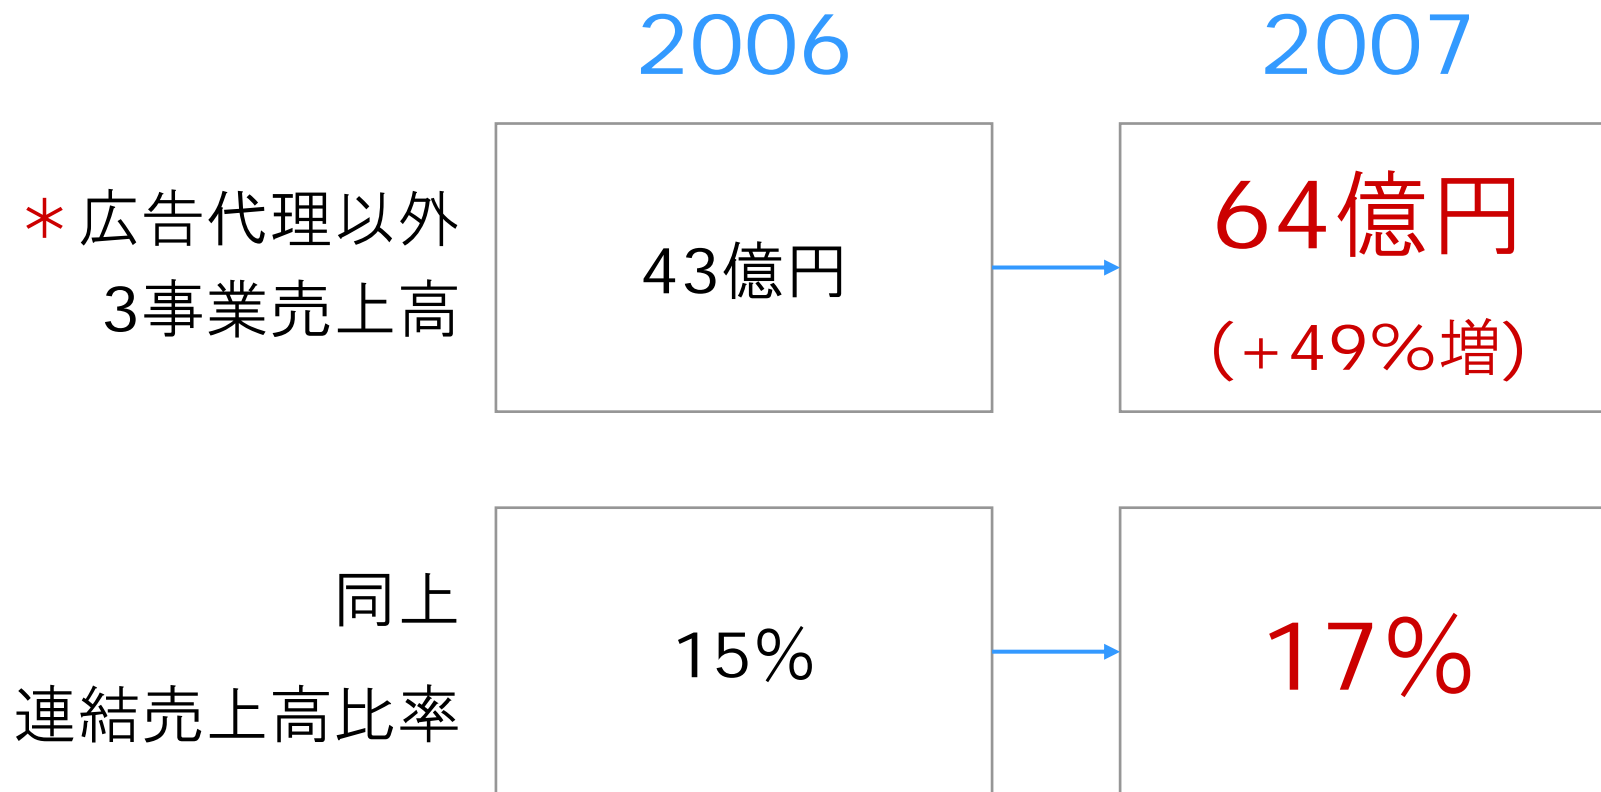 2006 2007
*広告代理以外
3事業売上高
43億円
64億円
(+49%増)
同上
連結売上高比率
15%
17%